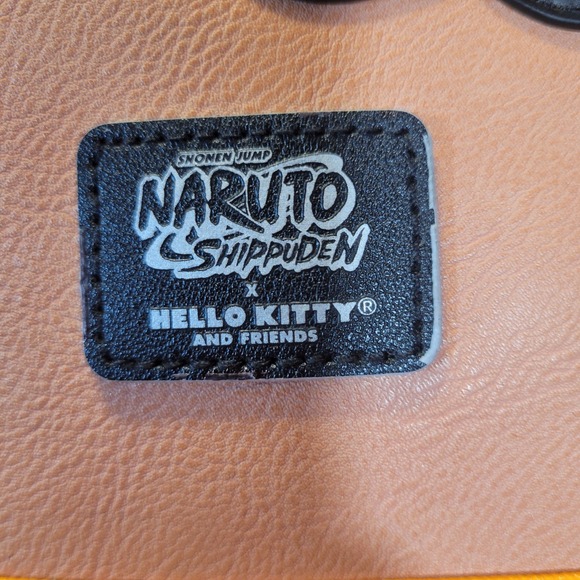 SHONEN JUMP
NARUTO
SHIPPUDEN
X
HELLO KITTY®
AND FRIENDS